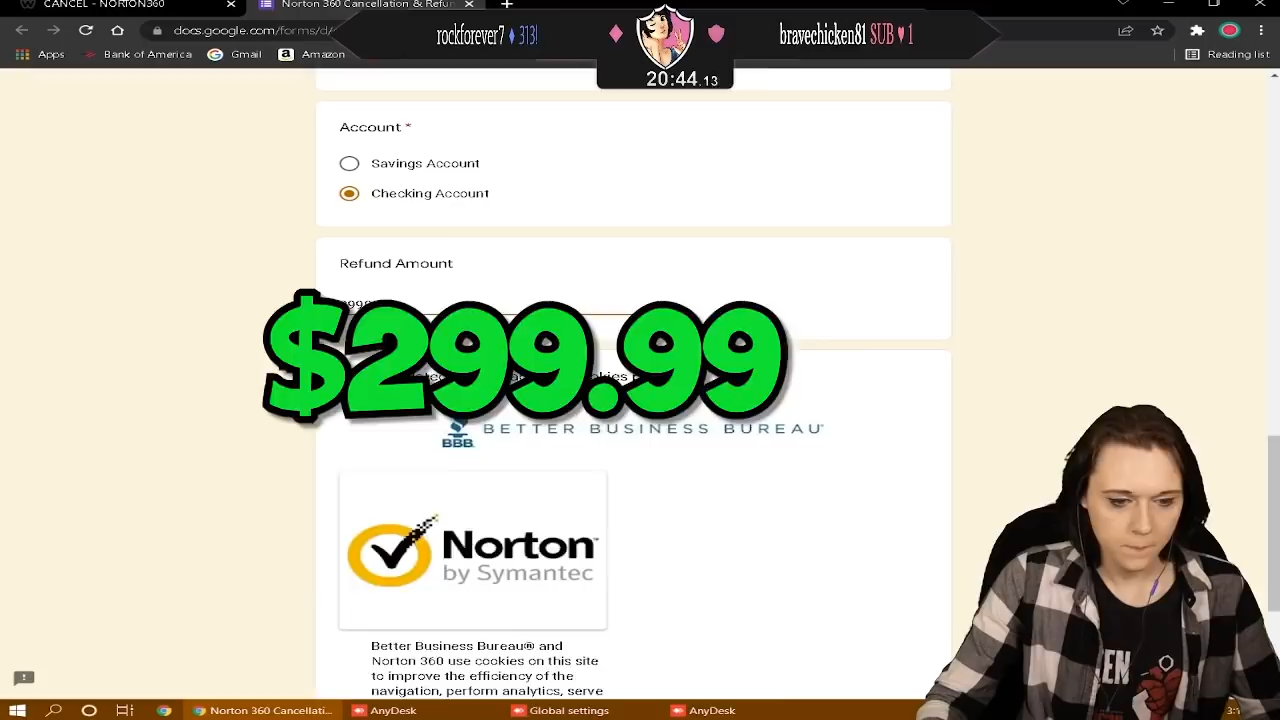 CANCEL - NORTON360
Norton 360 Cancellation & Refu
docs.google.com/forms/d/
rockforever7 313!
bravechicken81 SUB 1
20:44.13
Apps
Bank of America
Gmail
Amazon
Reading list
Account *
Savings Account
Checking Account
Refund Amount
$299.99
BBB
BETTER BUSINESS BUREAU
Norton
by Symantec
Better Business Bureau® and
Norton 360 use cookies on this site
to improve the efficiency of the
navigation, perform analytics, serve
Norton 360 Cancellati...
AnyDesk
Global settings
AnyDesk